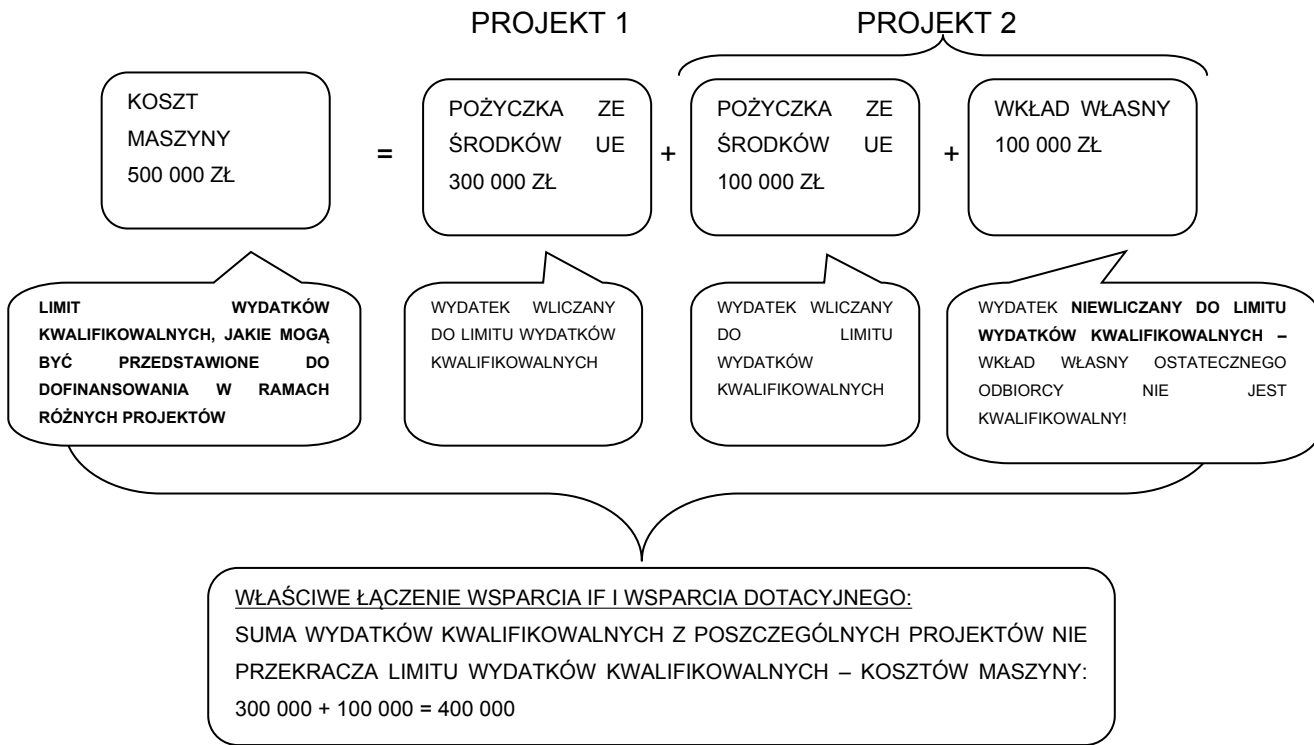 PROJEKT 1
PROJEKT 2
KOSZT
MASZYNY
500 000 ZŁ
=
POŻYCZKA ZE
ŚRODKÓW UE
300 000 ZŁ
+
POŻYCZKA ZE
ŚRODKÓW UE
100 000 ZŁ
+
WKŁAD WŁASNY
100 000 ZŁ
LIMIT WYDATKÓW
KWALIFIKOWALNYCH, JAKIE MOGĄ
BYĆ PRZEDSTAWIONE DO
DOFINANSOWANIA W RAMACH
RÓŻNYCH PROJEKTÓW
WYDATEK WLICZANY
DO LIMITU WYDATKÓW
KWALIFIKOWALNYCH
WYDATEK WLICZANY
DO LIMITU
WYDATKÓW
KWALIFIKOWALNYCH
WYDATEK NIEWLICZANY DO LIMITU
WYDATKÓW KWALIFIKOWALNYCH –
WKŁAD WŁASNY OSTATECZNEGO
ODBIORCY NIE JEST
KWALIFIKOWALNY!
WŁAŚCIWE ŁĄCZENIE WSPARCIA IF I WSPARCIA DOTACYJNEGO:
SUMA WYDATKÓW KWALIFIKOWALNYCH Z POSZCZEGÓLNYCH PROJEKTÓW NIE
PRZEKRACZA LIMITU WYDATKÓW KWALIFIKOWALNYCH – KOSZTÓW MASZYNY:
300 000 + 100 000 = 400 000